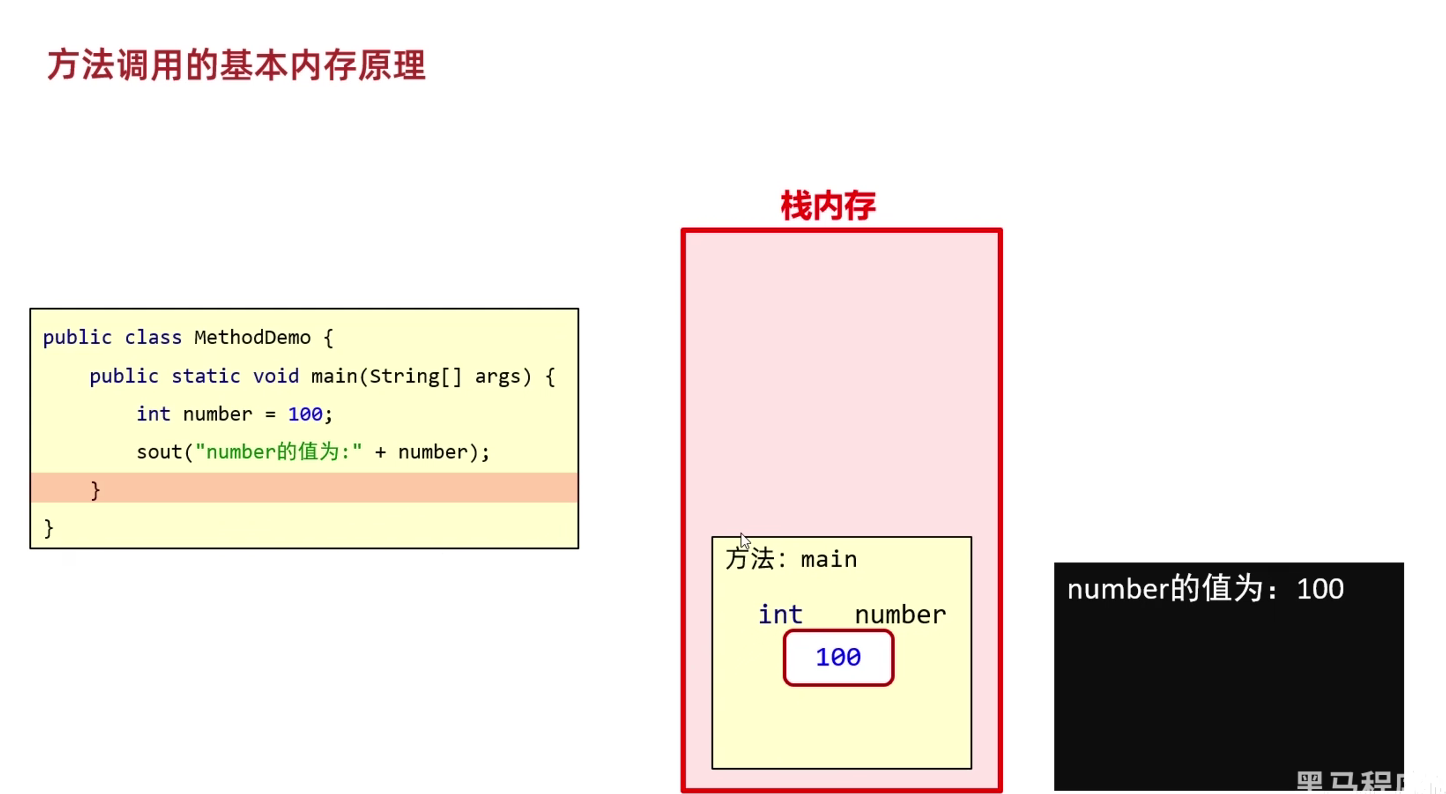 方法调用的基本内存原理
栈内存
public class MethodDemo {
    public static void main(String[] args) {
        int number = 100;
        sout("number的值为:" + number);
    }
}
方法: main
int number
100
number的值为：100
黑马程